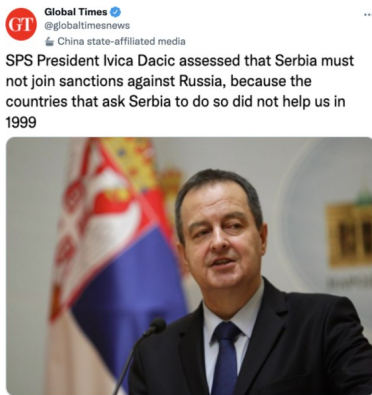 Global Times
GT
@globaltimesnews
China state-affiliated media
SPS President Ivica Dacic assessed that Serbia must
not join sanctions against Russia, because the
countries that ask Serbia to do so did not help us in
1999